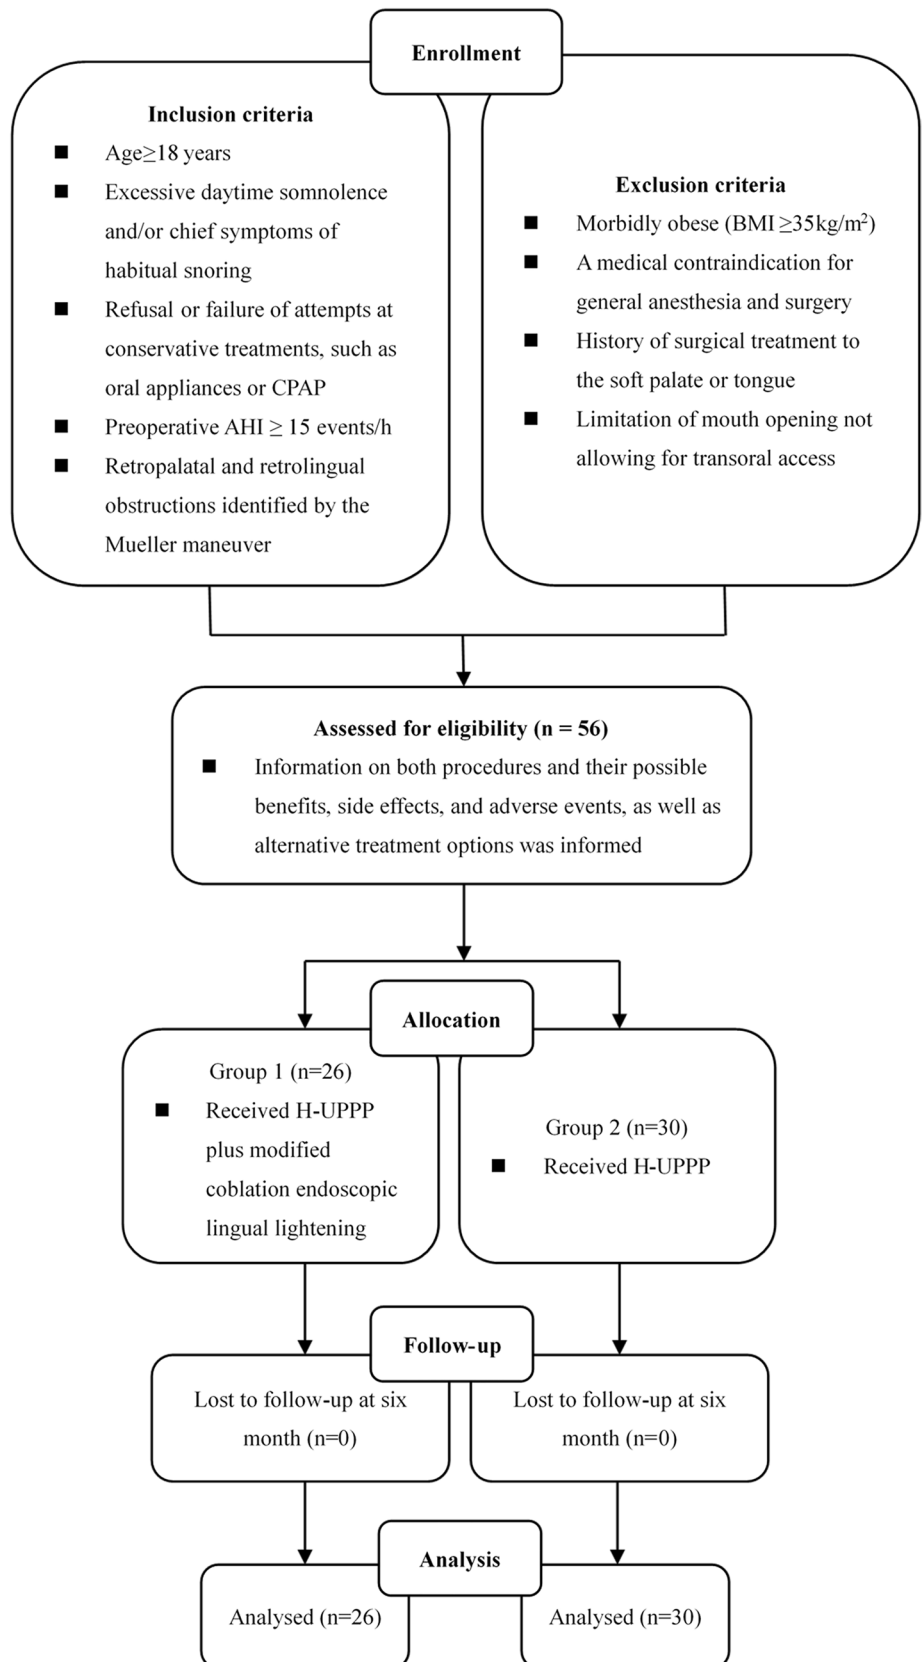 Enrollment
Inclusion criteria
■ Age≥18 years
■ Excessive daytime somnolence
and/or chief symptoms of
habitual snoring
■ Refusal or failure of attempts at
conservative treatments, such as
oral appliances or CPAP
■ Preoperative AHI ≥ 15 events/h
■ Retropalatal and retrolingual
obstructions identified by the
Mueller maneuver
Exclusion criteria
■ Morbidly obese (BMI ≥35kg/m²)
■ A medical contraindication for
general anesthesia and surgery
■ History of surgical treatment to
the soft palate or tongue
■ Limitation of mouth opening not
allowing for transoral access
Assessed for eligibility (n = 56)
■ Information on both procedures and their possible
benefits, side effects, and adverse events, as well as
alternative treatment options was informed
Allocation
Group 1 (n=26)
■ Received H-UPPP
plus modified
coblation endoscopic
lingual lightening
Group 2 (n=30)
■ Received H-UPPP
Follow-up
Lost to follow-up at six
month (n=0)
Lost to follow-up at six
month (n=0)
Analysis
Analysed (n=26)
Analysed (n=30)